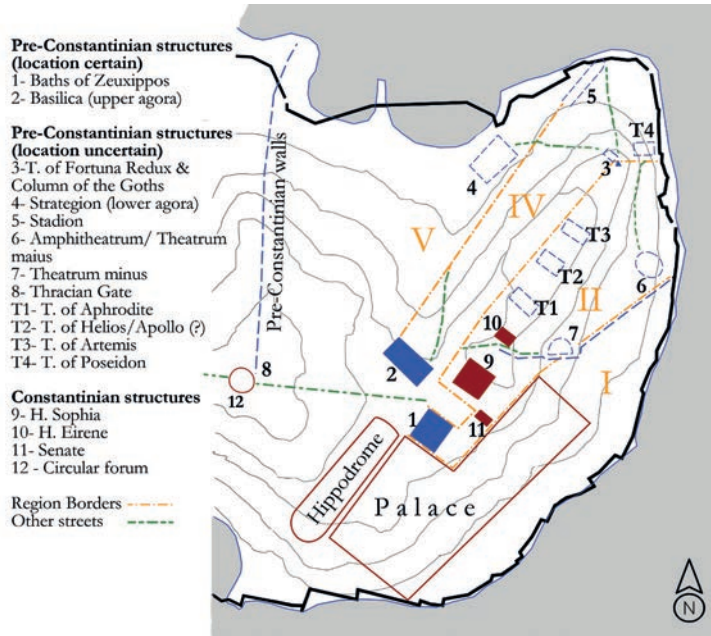 Pre-Constantinian structures
(location certain)
1- Baths of Zeuxippos
2- Basilica (upper agora)
Pre-Constantinian structures
(location uncertain)
3-T. of Fortuna Redux &
Column of the Goths
4- Strategion (lower agora)
5- Stadion
6- Amphitheatrum/ Theatrum
maius
7- Theatrum minus
8- Thracian Gate
T1- T. of Aphrodite
T2- T. of Helios/Apollo (?)
T3- T. of Artemis
T4- T. of Poseidon
Constantinian structures
9- H. Sophia
10- H. Eirene
11- Senate
12 - Circular forum
Region Borders
Other streets
Pre-Constantinian walls
5
T4
4
3
V
IV
T3
T2
6
II
T1
10
7
8
2
9
I
12
1
11
Hippodrome
Palace
N